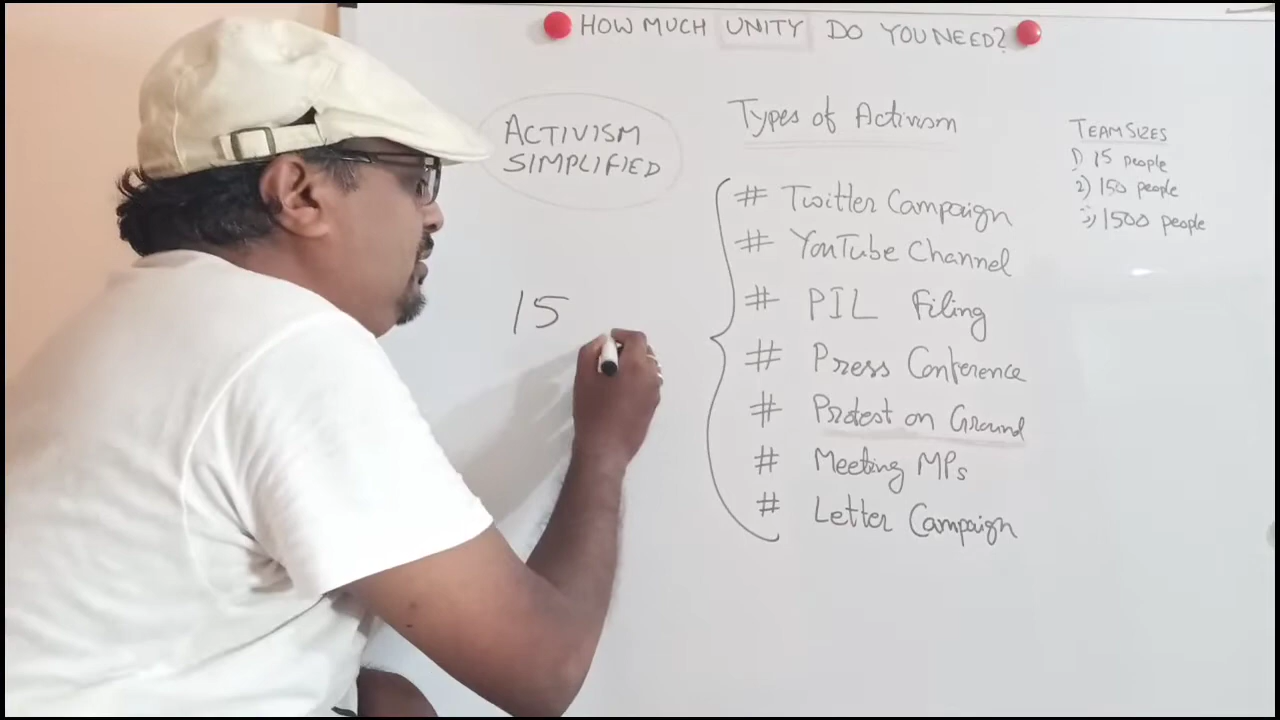 HOW MUCH UNITY DO YOU NEED?
ACTIVISM
SIMPLIFIED
15
Types of Activism
# Twitter Campaign
# YouTube Channel
# PIL Filing
# Press Conference
# Protest on Ground
# Meeting MPs
# Letter Campaign
TEAM SIZES
1) 15 people
2) 150 people
3) 1500 people